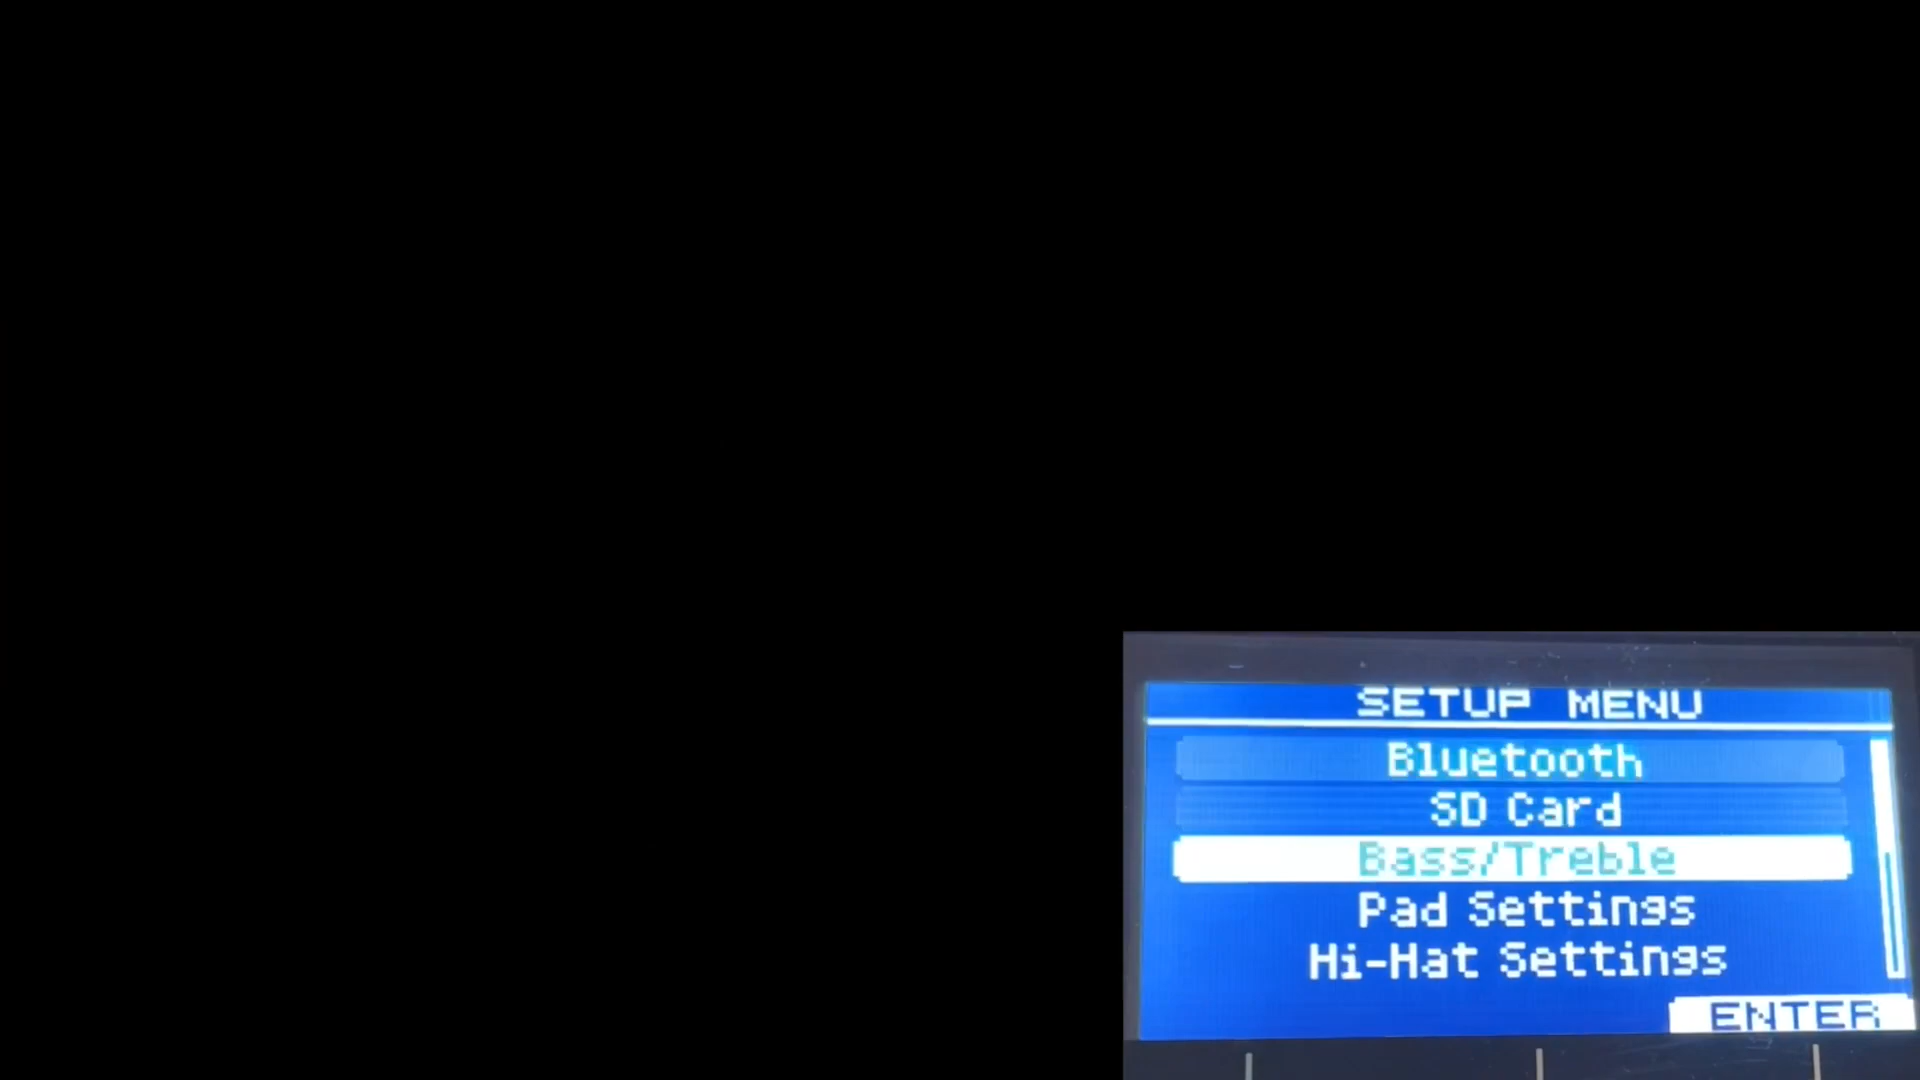 SETUP MENU
Bluetooth
SD Card
Bass/Treble
Pad Settings
Hi-Hat Settings
ENTER